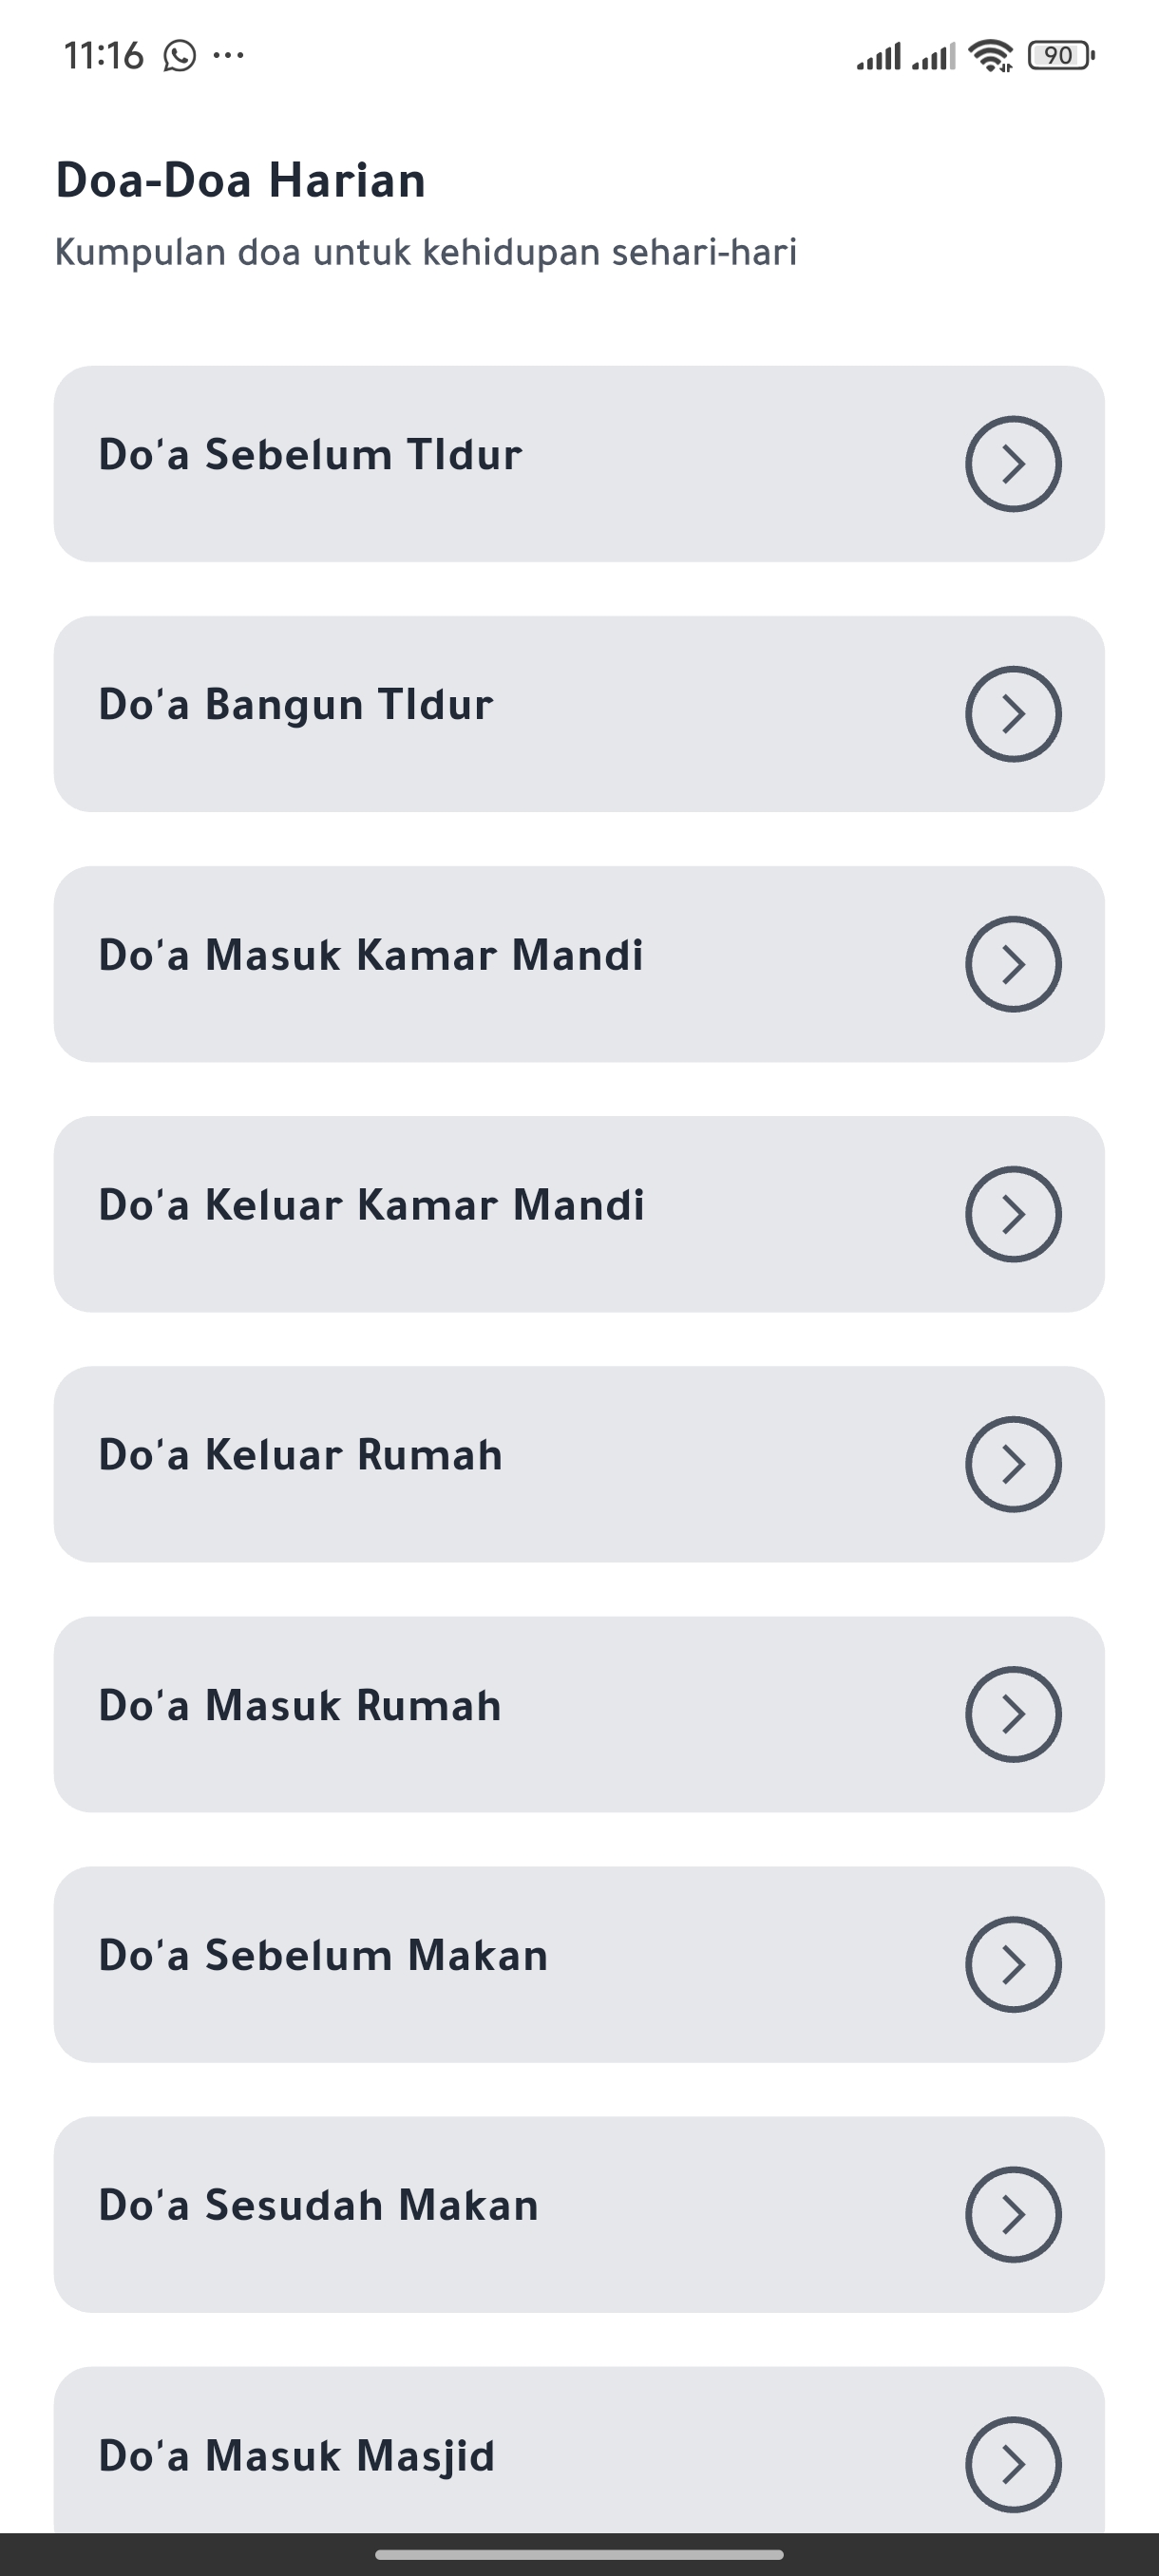 11:16
90
Doa-Doa Harian
Kumpulan doa untuk kehidupan sehari-hari
Do'a Sebelum TIdur
Do'a Bangun TIdur
Do'a Masuk Kamar Mandi
Do'a Keluar Kamar Mandi
Do'a Keluar Rumah
Do'a Masuk Rumah
Do'a Sebelum Makan
Do'a Sesudah Makan
Do'a Masuk Masjid